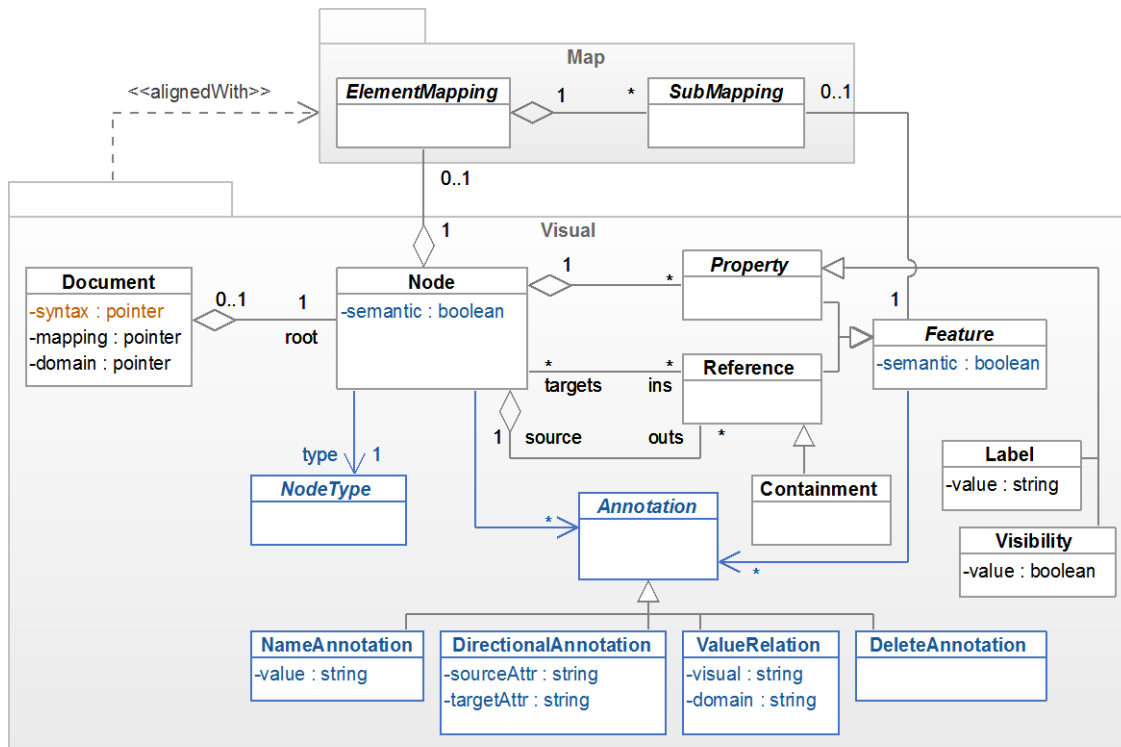 Map
<<alignedWith>>
ElementMapping
1
*
SubMapping
0..1
0..1
1
Visual
Document
-syntax : pointer
-mapping : pointer
-domain : pointer
0..1
1
root
Node
-semantic : boolean
1
*
Property
1
Feature
-semantic : boolean
*
*
targets
ins
Reference
1
source
outs
*
type
1
NodeType
Containment
Label
-value : string
Annotation
*
*
Visibility
-value : boolean
NameAnnotation
-value : string
DirectionalAnnotation
-sourceAttr : string
-targetAttr : string
ValueRelation
-visual : string
-domain : string
DeleteAnnotation